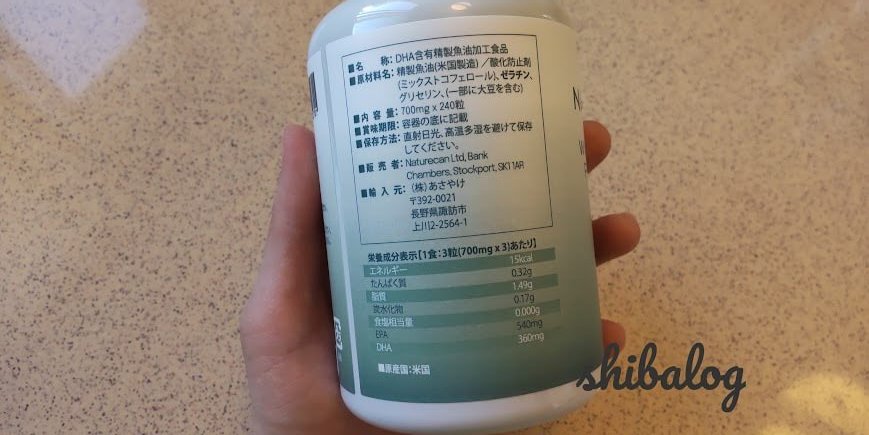 ■名 称：DHA含有精製魚油加工食品
■原材料名：精製魚油(米国製造)／酸化防止剤
(ミックストコフェロール)、ゼラチン、
グリセリン、(一部に大豆を含む)
■内 容 量：700mg x 240粒
■賞味期限：容器の底に記載
■保存方法：直射日光、高温多湿を避けて保存
してください。
■販 売 者：Naturecan Ltd, Bank
Chambers, Stockport, SK1 1AR
■輸 入 元：(株)あさやけ
〒392-0021
長野県諏訪市
上川2-2564-1
栄養成分表示【1食：3粒(700mg x 3)あたり】
エネルギー 15kcal
たんぱく質 0.32g
脂質 1.49g
炭水化物 0.17g
食塩相当量 0.000g
EPA 540mg
DHA 360mg
■原産国：米国
shibalog